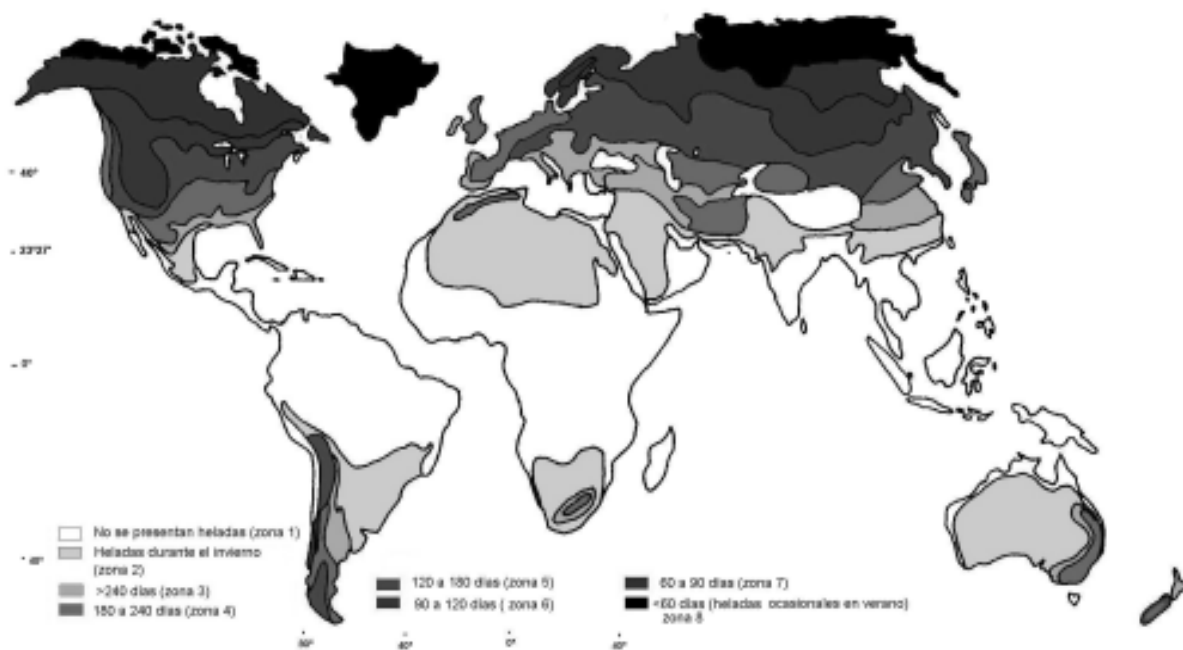 40°
23°27'
0°
40°
No se presentan heladas (zona 1)
Heladas durante el invierno
(zona 2)
>240 días (zona 3)
180 a 240 días (zona 4)
120 a 180 días (zona 5)
90 a 120 días ( zona 6)
60 a 90 días (zona 7)
<60 días (heladas ocasionales en verano)
zona 8
40°
0°